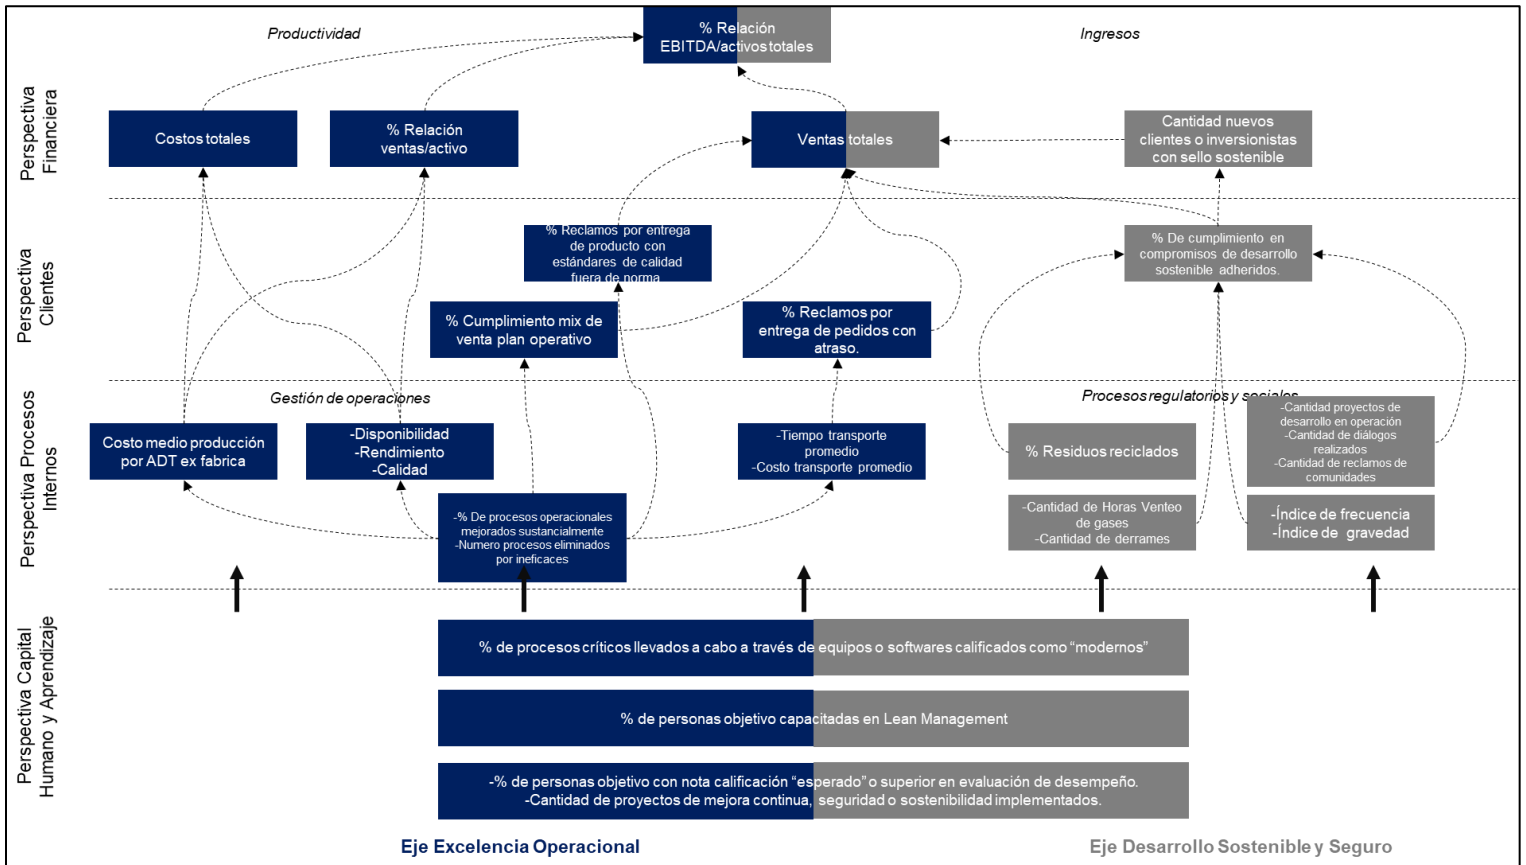 Productividad
% Relación
EBITDA/activos totales
Ingresos
Perspectiva
Financiera
Costos totales
% Relación
ventas/activo
Ventas totales
Cantidad nuevos
clientes o inversionistas
con sello sostenible
Perspectiva
Clientes
% Reclamos por entrega
de producto con
estándares de calidad
fuera de norma
% De cumplimiento en
compromisos de desarrollo
sostenible adheridos.
% Cumplimiento mix de
venta plan operativo
% Reclamos por
entrega de pedidos con
atraso.
Perspectiva Procesos
Internos
Gestión de operaciones
Procesos regulatorios y sociales
Costo medio producción
por ADT ex fabrica
-Disponibilidad
-Rendimiento
-Calidad
-Tiempo transporte
promedio
-Costo transporte promedio
% Residuos reciclados
-Cantidad proyectos de
desarrollo en operación
-Cantidad de diálogos
realizados
-Cantidad de reclamos de
comunidades
-% De procesos operacionales
mejorados sustancialmente
-Numero procesos eliminados
por ineficaces
-Cantidad de Horas Venteo
de gases
-Cantidad de derrames
-Índice de frecuencia
-Índice de gravedad
Perspectiva Capital
Humano y Aprendizaje
% de procesos críticos llevados a cabo a través de equipos o softwares calificados como “modernos”
% de personas objetivo capacitadas en Lean Management
-% de personas objetivo con nota calificación “esperado” o superior en evaluación de desempeño.
-Cantidad de proyectos de mejora continua, seguridad o sostenibilidad implementados.
Eje Excelencia Operacional
Eje Desarrollo Sostenible y Seguro